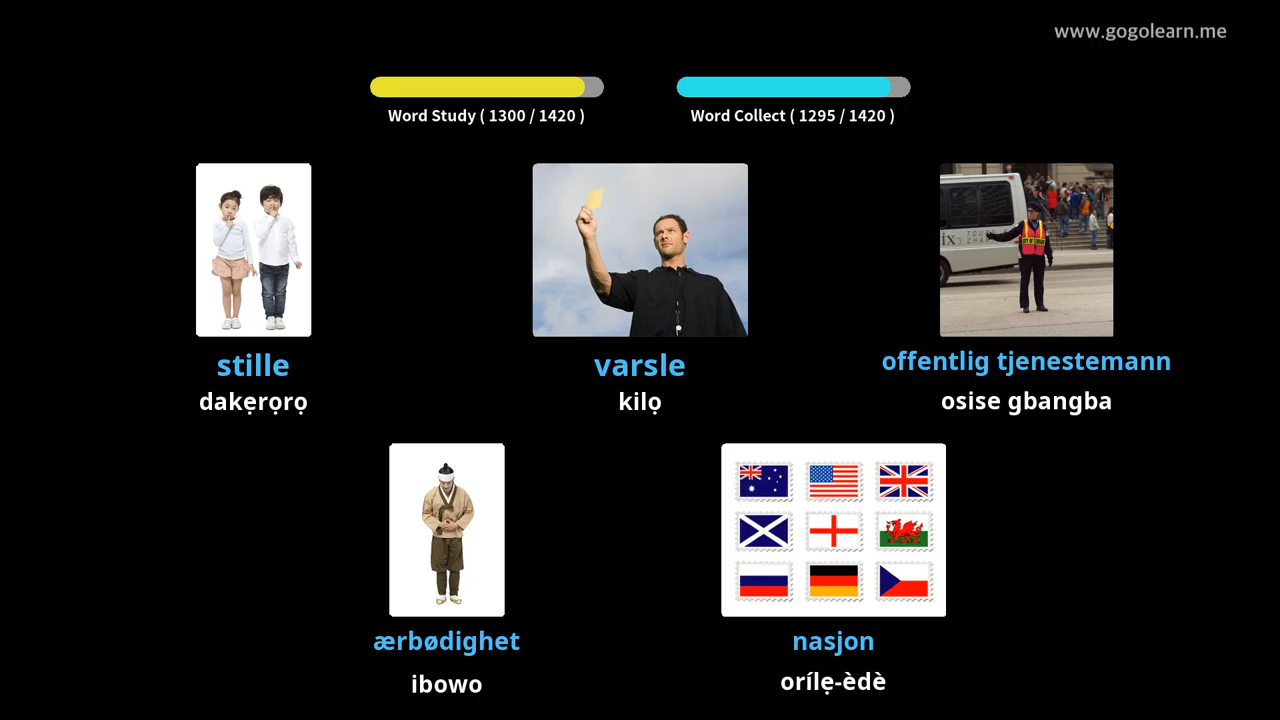 www.gogolearn.me
Word Study ( 1300 / 1420 )
Word Collect ( 1295 / 1420 )
stille
dakẹrọrọ
varsle
kilọ
offentlig tjenestemann
osise gbangba
ærbødighet
ibowo
nasjon
orílẹ-èdè